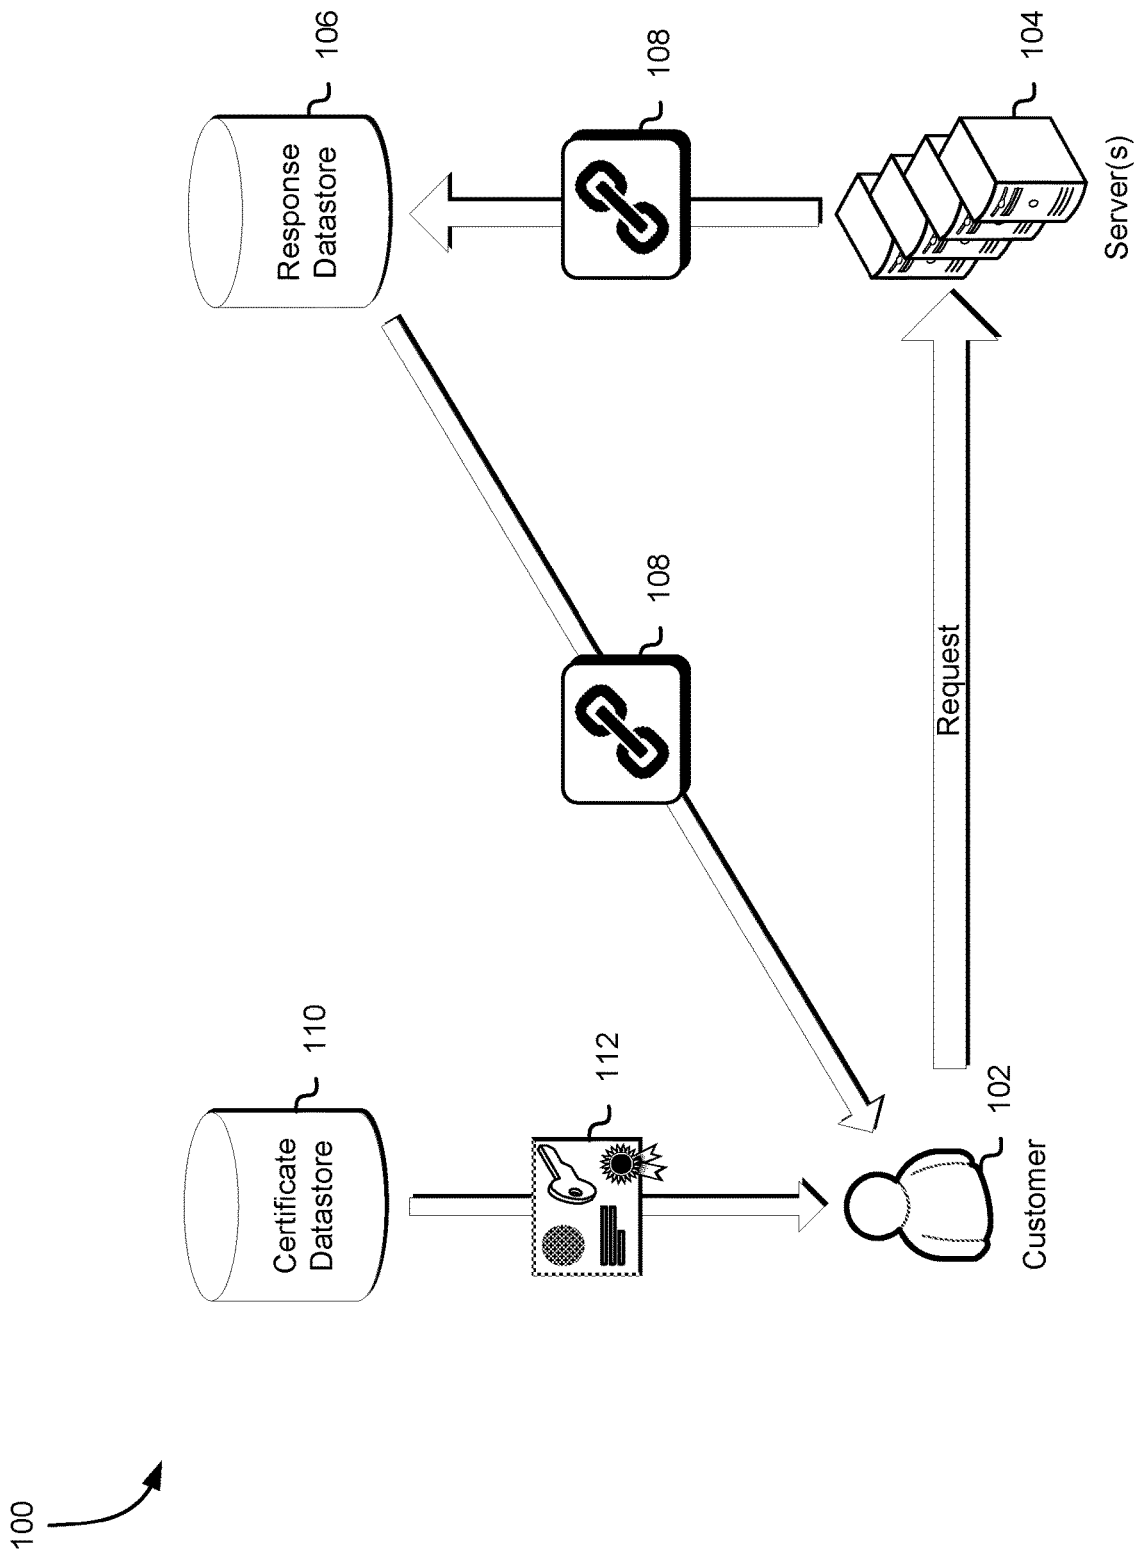 100
Certificate
Datastore
110
Response
Datastore
106
112
108
108
Customer
102
Request
104
Server(s)